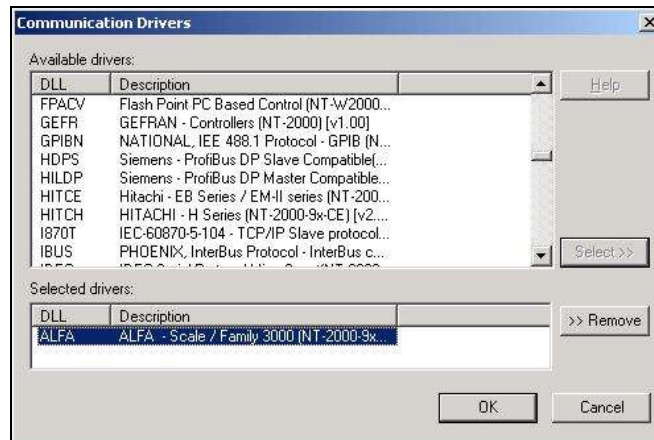 Communication Drivers
Available drivers:
DLL Description
FPACV Flash Point PC Based Control (NT-W2000...
GEFR GEFRAN - Controllers (NT-2000) [v1.00]
GPIBN NATIONAL, IEEE 488.1 Protocol - GPIB (N...
HDPS Siemens - ProfiBus DP Slave Compatible(...
HILDP Siemens - ProfiBus DP Master Compatible...
HITCE Hitachi - EB Series / EM-II series (NT-200...
HITCH HITACHI - H Series (NT-2000-9x-CE) [v2....
I870T IEC-60870-5-104 - TCP/IP Slave protocol...
IBUS PHOENIX, InterBus Protocol - InterBus c...
Help
Select >>
Selected drivers:
DLL Description
ALFA ALFA - Scale / Family 3000 (NT-2000-9x...
>> Remove
OK Cancel